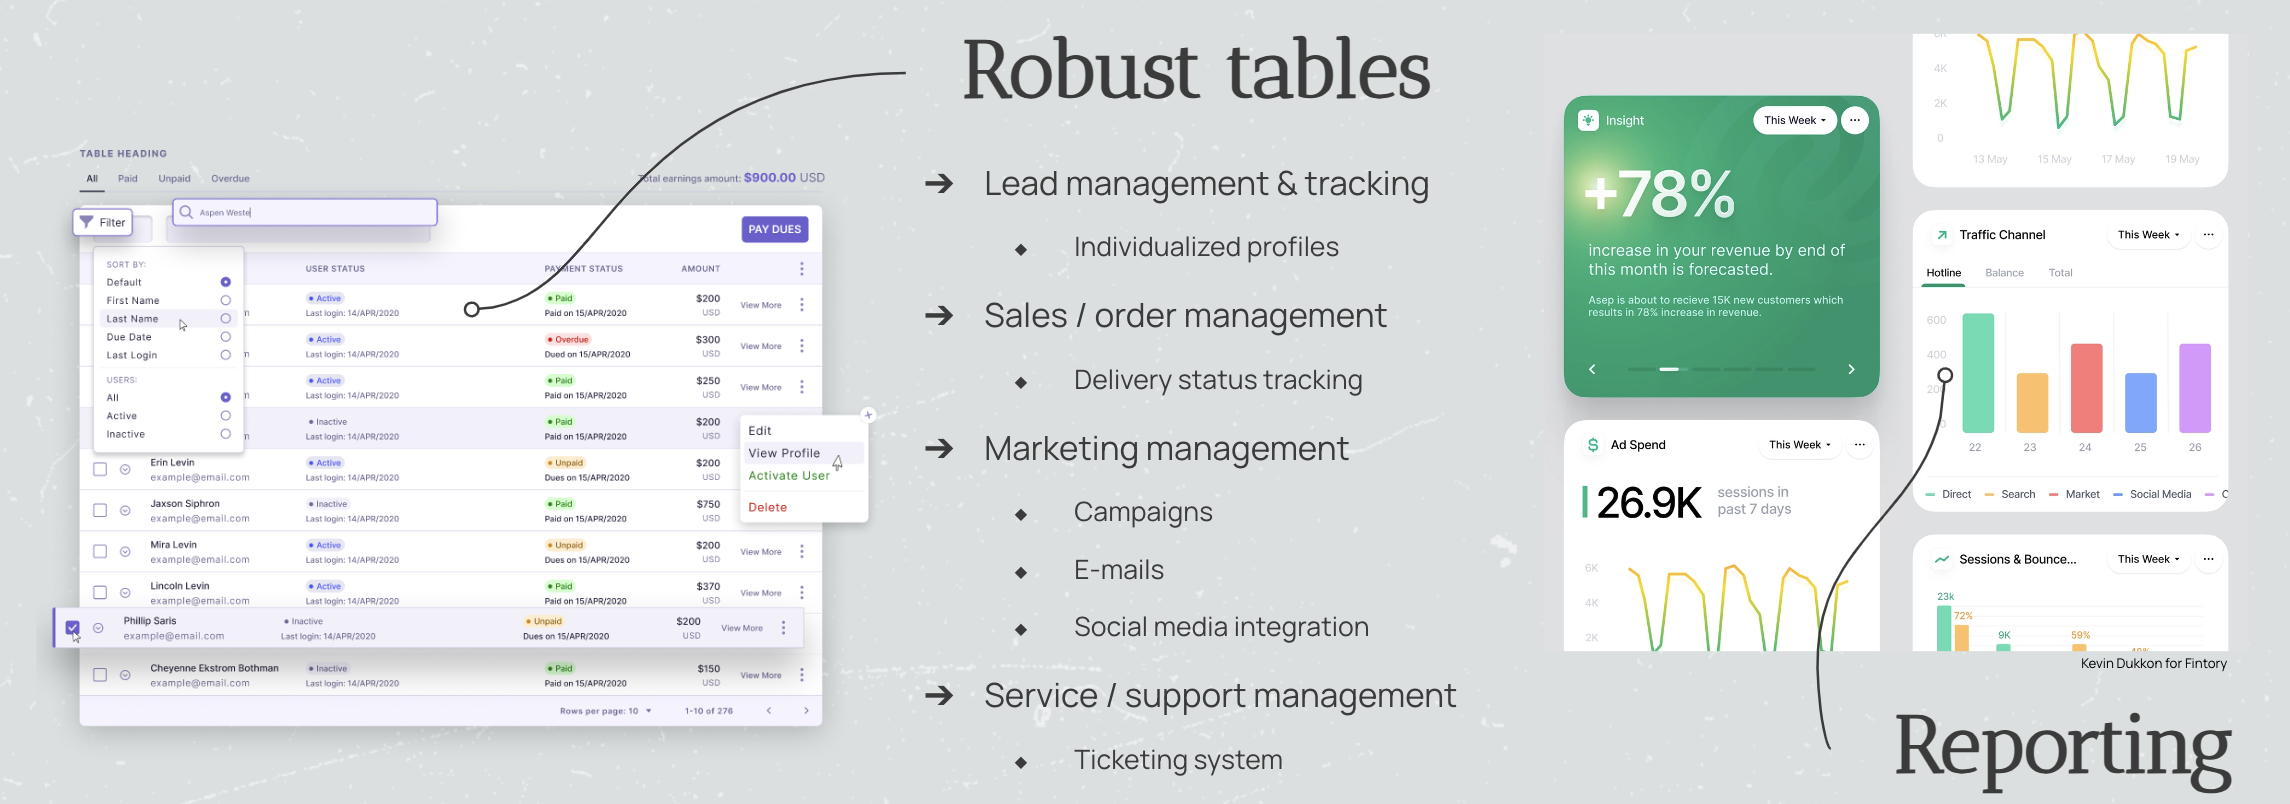 Robust tables
TABLE HEADING
All Paid Unpaid Overdue
Total earnings amount: $900.00 USD
Filter
Aspen Weste
PAY DUES
SORT BY:
Default
First Name
Last Name
Due Date
Last Login
USERS:
All
Active
Inactive
USER STATUS PAYMENT STATUS AMOUNT
Active Paid $200 View More
Last login: 14/APR/2020 Paid on 15/APR/2020 USD
Active Overdue $300 View More
Last login: 14/APR/2020 Dued on 15/APR/2020 USD
Active Paid $250 View More
Last login: 14/APR/2020 Paid on 15/APR/2020 USD
Inactive Paid $200
Last login: 14/APR/2020 Paid on 15/APR/2020 USD
Edit
View Profile
Activate User
Delete
Erin Levin Active Unpaid $200
example@email.com Last login: 14/APR/2020 Dues on 15/APR/2020 USD
Jaxson Siphron Inactive Paid $750
example@email.com Last login: 14/APR/2020 Paid on 15/APR/2020 USD
Mira Levin Active Unpaid $200 View More
example@email.com Last login: 14/APR/2020 Dues on 15/APR/2020 USD
Lincoln Levin Active Paid $370 View More
example@email.com Last login: 14/APR/2020 Paid on 15/APR/2020 USD
Phillip Saris Inactive Unpaid $200 View More
example@email.com Last login: 14/APR/2020 Dues on 15/APR/2020 USD
Cheyenne Ekstrom Bothman Inactive Paid $150 View More
example@email.com Last login: 14/APR/2020 Paid on 15/APR/2020 USD
Rows per page: 10 1-10 of 276
➔ Lead management & tracking
◆ Individualized profiles
➔ Sales / order management
◆ Delivery status tracking
➔ Marketing management
◆ Campaigns
◆ E-mails
◆ Social media integration
➔ Service / support management
◆ Ticketing system
Insight This Week
+78%
increase in your revenue by end of
this month is forecasted.
Asep is about to recieve 15K new customers which
results in 78% increase in revenue.
Ad Spend This Week
26.9K sessions in
past 7 days
6K
4K
2K
4K
2K
0
13 May 15 May 17 May 19 May
Traffic Channel This Week
Hotline Balance Total
600
400
22 23 24 25 26
Direct Search Market Social Media
Sessions & Bounce... This Week
23k
72%
9K 59%
Kevin Dukkon for Fintory
Reporting